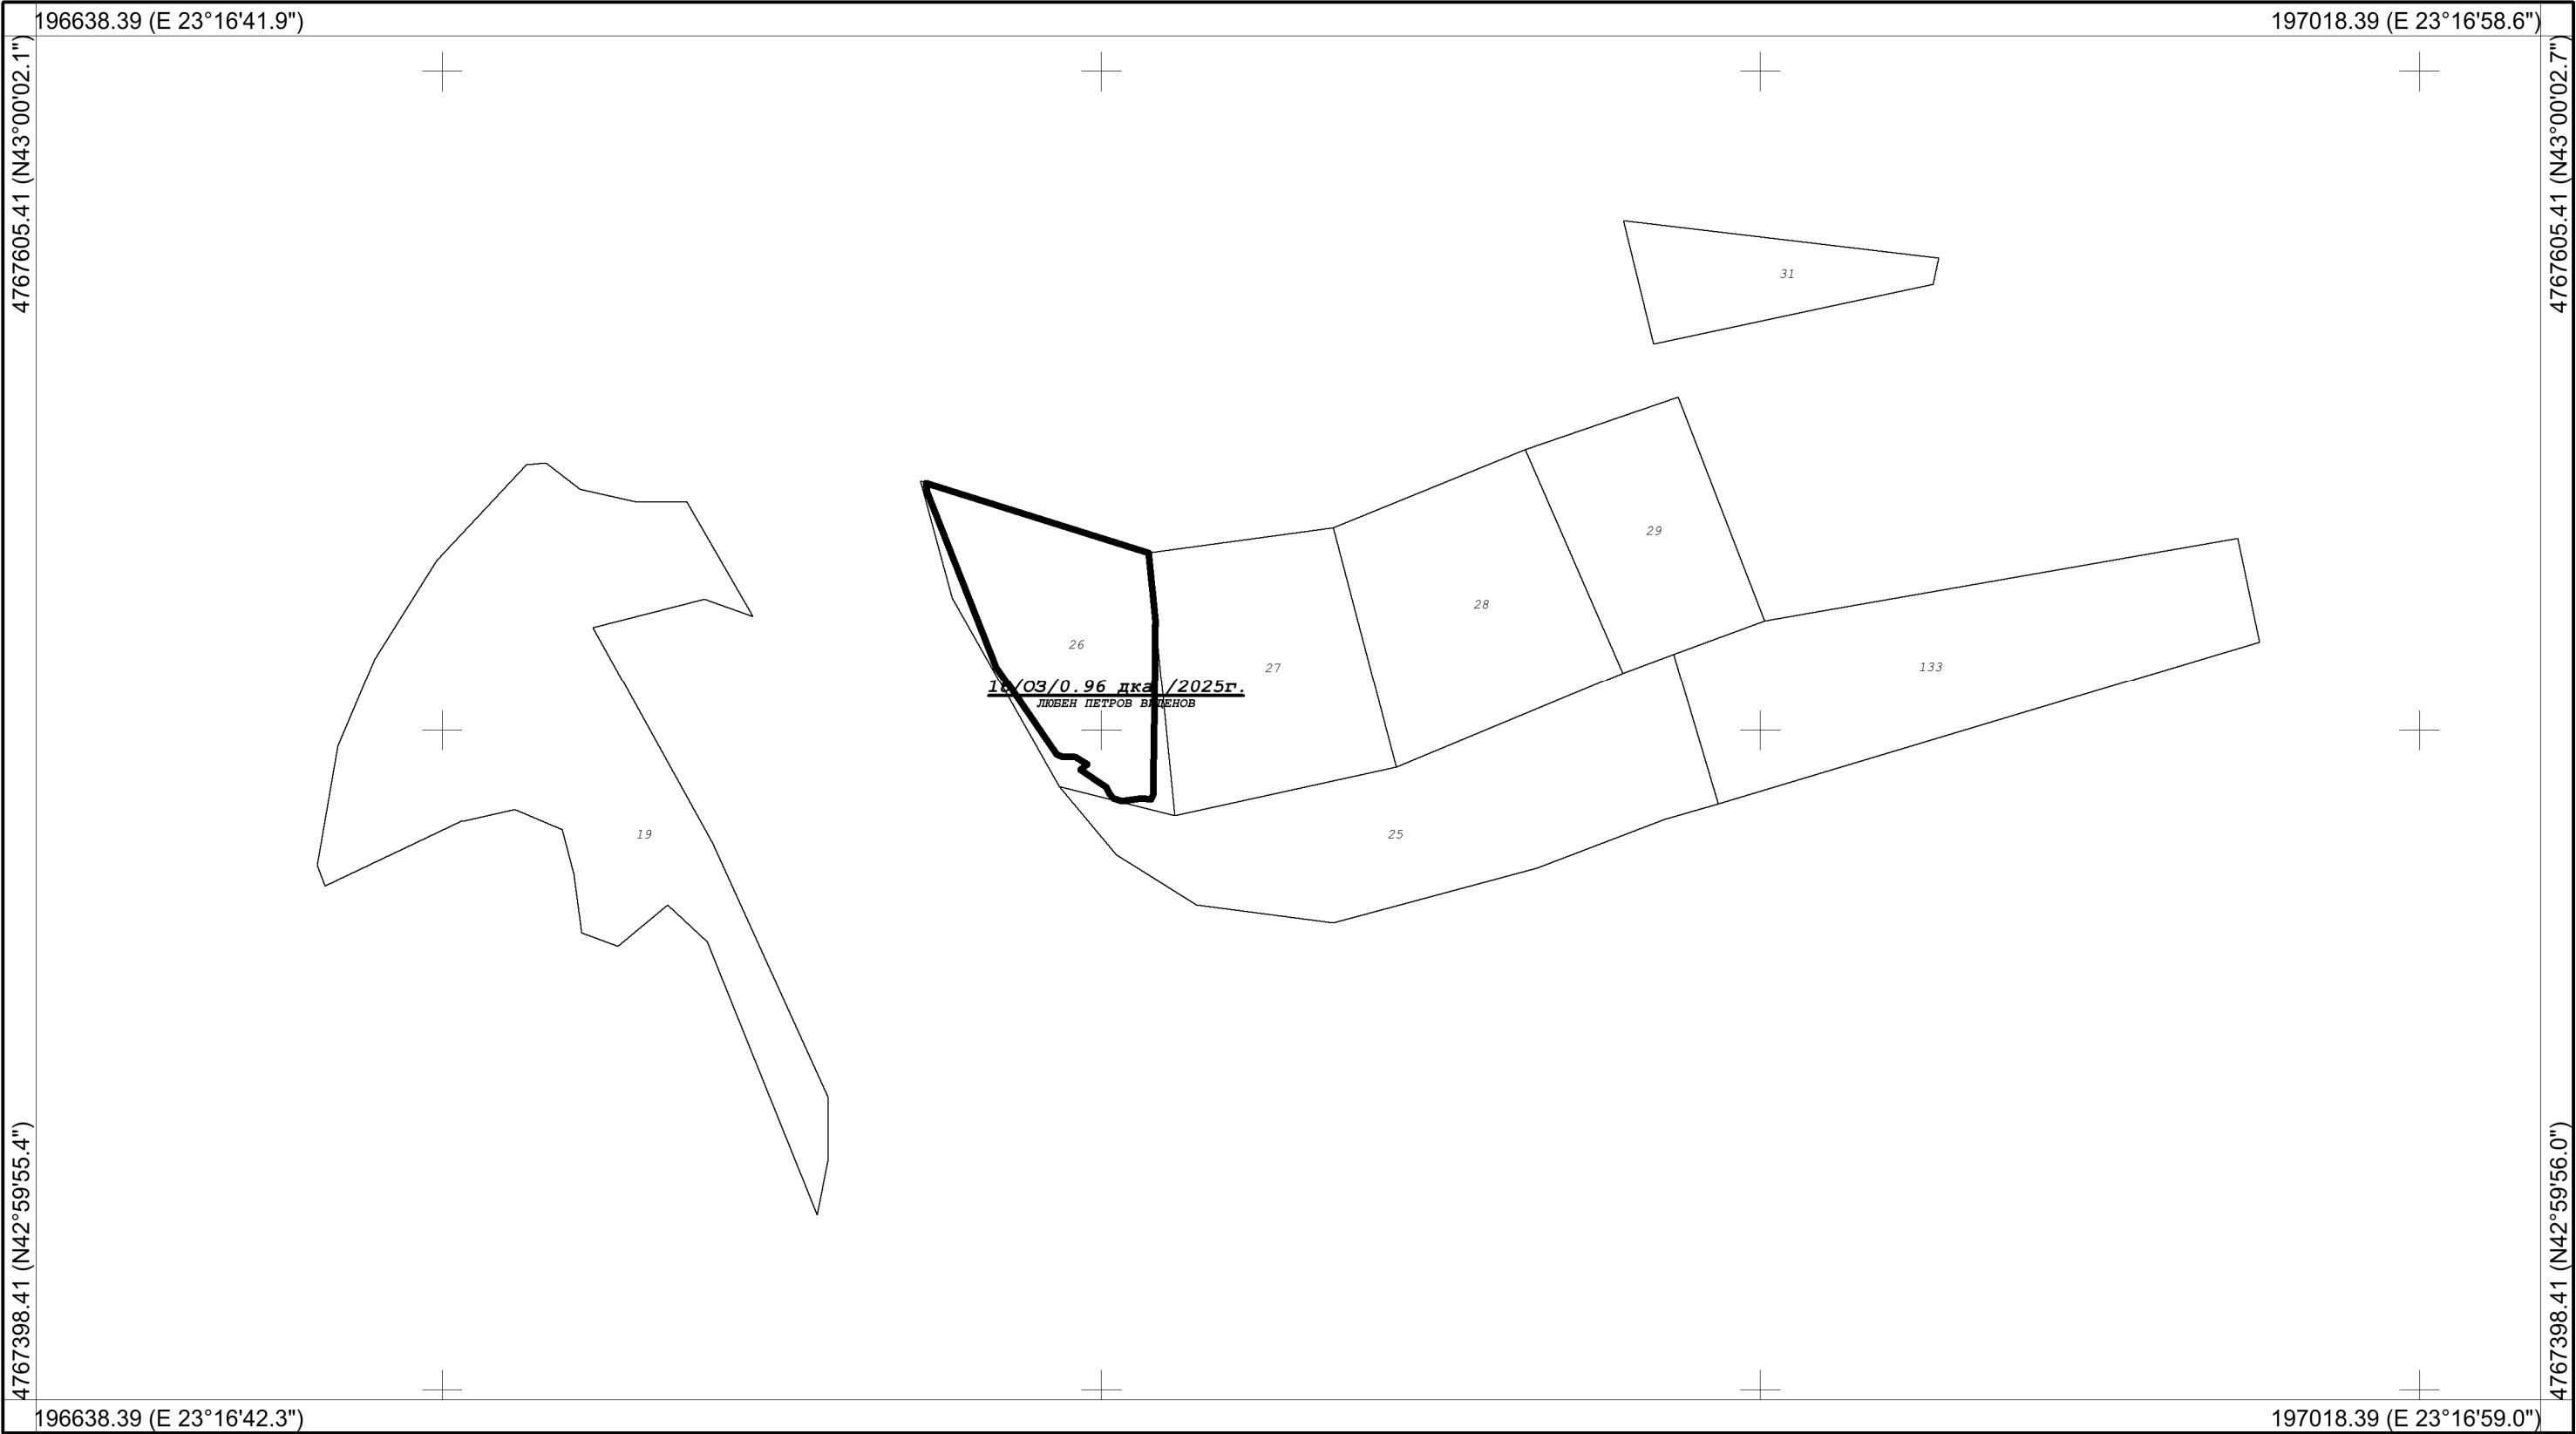 196638.39 (E 23°16'41.9")
197018.39 (E 23°16'58.6")
4767605.41 (N43°00'02.1")
4767605.41 (N43°00'02.7")
31
29
28
26
27
133
/ОЗ/0.96 дка /2025г.
ЛЮБЕН ПЕТРОВ ВИДЕНОВ
19
25
4767398.41 (N42°59'55.4")
4767398.41 (N42°59'56.0")
196638.39 (E 23°16'42.3")
197018.39 (E 23°16'59.0")